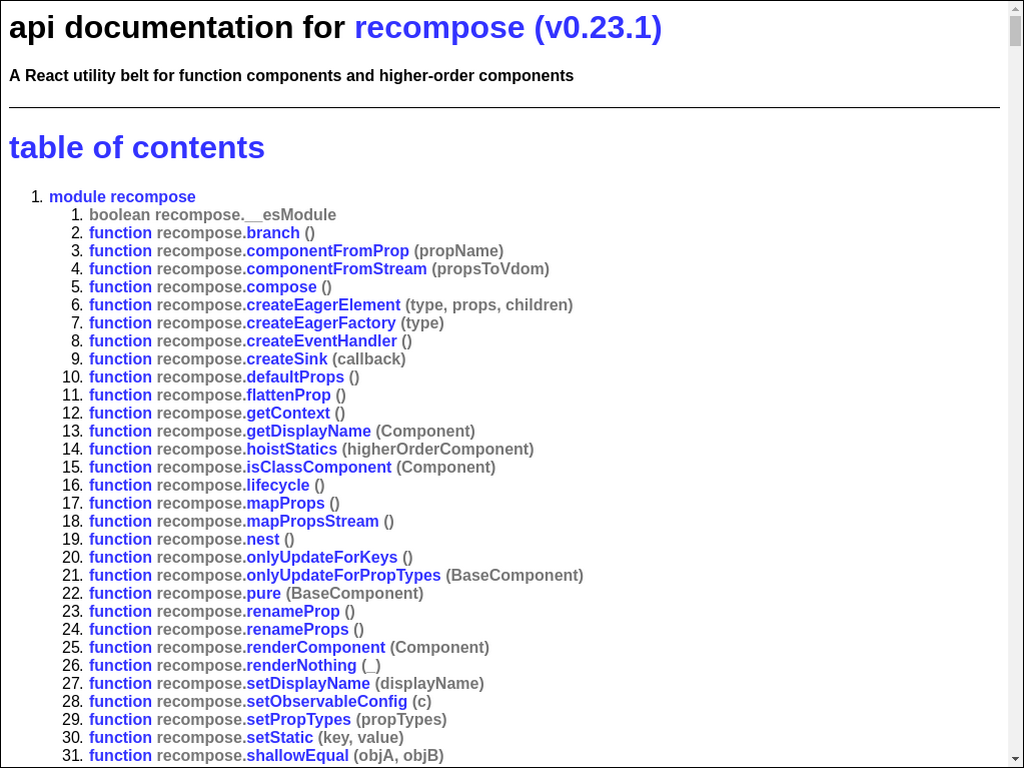 api documentation for recompose (v0.23.1)
A React utility belt for function components and higher-order components
table of contents
1. module recompose
1. boolean recompose.__esModule
2. function recompose.branch ()
3. function recompose.componentFromProp (propName)
4. function recompose.componentFromStream (propsToVdom)
5. function recompose.compose ()
6. function recompose.createEagerElement (type, props, children)
7. function recompose.createEagerFactory (type)
8. function recompose.createEventHandler ()
9. function recompose.createSink (callback)
10. function recompose.defaultProps ()
11. function recompose.flattenProp ()
12. function recompose.getContext ()
13. function recompose.getDisplayName (Component)
14. function recompose.hoistStatics (higherOrderComponent)
15. function recompose.isClassComponent (Component)
16. function recompose.lifecycle ()
17. function recompose.mapProps ()
18. function recompose.mapPropsStream ()
19. function recompose.nest ()
20. function recompose.onlyUpdateForKeys ()
21. function recompose.onlyUpdateForPropTypes (BaseComponent)
22. function recompose.pure (BaseComponent)
23. function recompose.renameProp ()
24. function recompose.renameProps ()
25. function recompose.renderComponent (Component)
26. function recompose.renderNothing (_)
27. function recompose.setDisplayName (displayName)
28. function recompose.setObservableConfig (c)
29. function recompose.setPropTypes (propTypes)
30. function recompose.setStatic (key, value)
31. function recompose.shallowEqual (objA, objB)